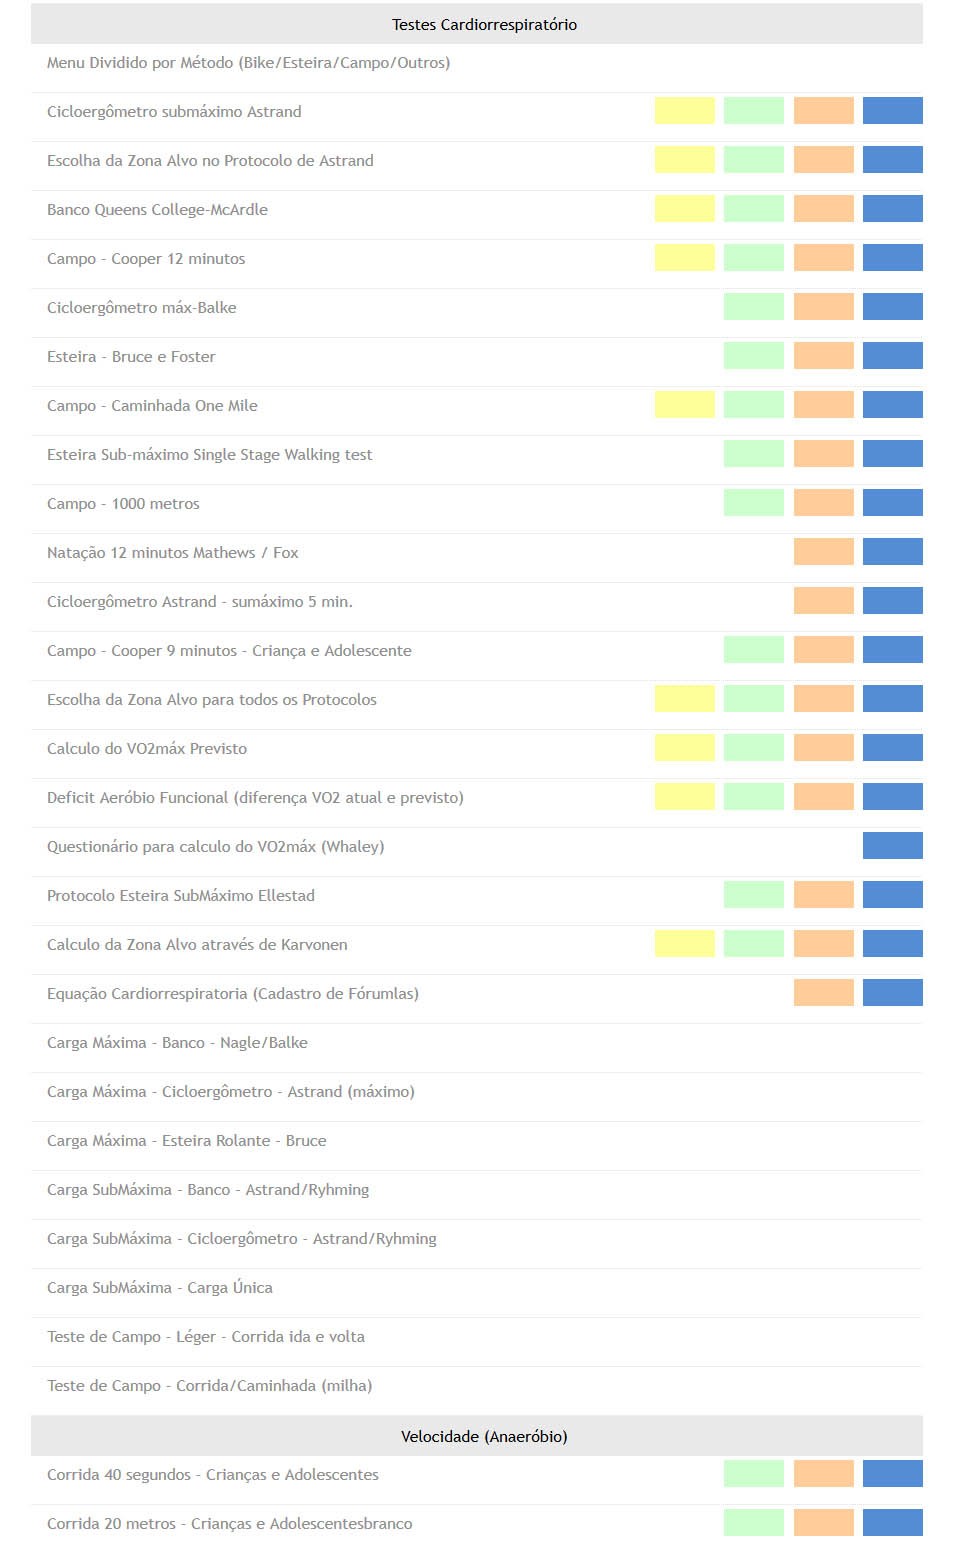 Testes Cardiorrespiratório
Menu Dividido por Método (Bike/Esteira/Campo/Outros)
Cicloergômetro submáximo Astrand
Escolha da Zona Alvo no Protocolo de Astrand
Banco Queens College-McArdle
Campo - Cooper 12 minutos
Cicloergômetro máx-Balke
Esteira - Bruce e Foster
Campo - Caminhada One Mile
Esteira Sub-máximo Single Stage Walking test
Campo - 1000 metros
Natação 12 minutos Mathews / Fox
Cicloergômetro Astrand - sumáximo 5 min.
Campo - Cooper 9 minutos - Criança e Adolescente
Escolha da Zona Alvo para todos os Protocolos
Calculo do VO2máx Previsto
Deficit Aeróbio Funcional (diferença VO2 atual e previsto)
Questionário para calculo do VO2máx (Whaley)
Protocolo Esteira SubMáximo Ellestad
Calculo da Zona Alvo através de Karvonen
Equação Cardiorrespiratoria (Cadastro de Fórumlas)
Carga Máxima - Banco - Nagle/Balke
Carga Máxima - Cicloergômetro - Astrand (máximo)
Carga Máxima - Esteira Rolante - Bruce
Carga SubMáxima - Banco - Astrand/Ryhming
Carga SubMáxima - Cicloergômetro - Astrand/Ryhming
Carga SubMáxima - Carga Única
Teste de Campo - Léger - Corrida ida e volta
Teste de Campo - Corrida/Caminhada (milha)
Velocidade (Anaeróbio)
Corrida 40 segundos - Crianças e Adolescentes
Corrida 20 metros - Crianças e Adolescentesbranco